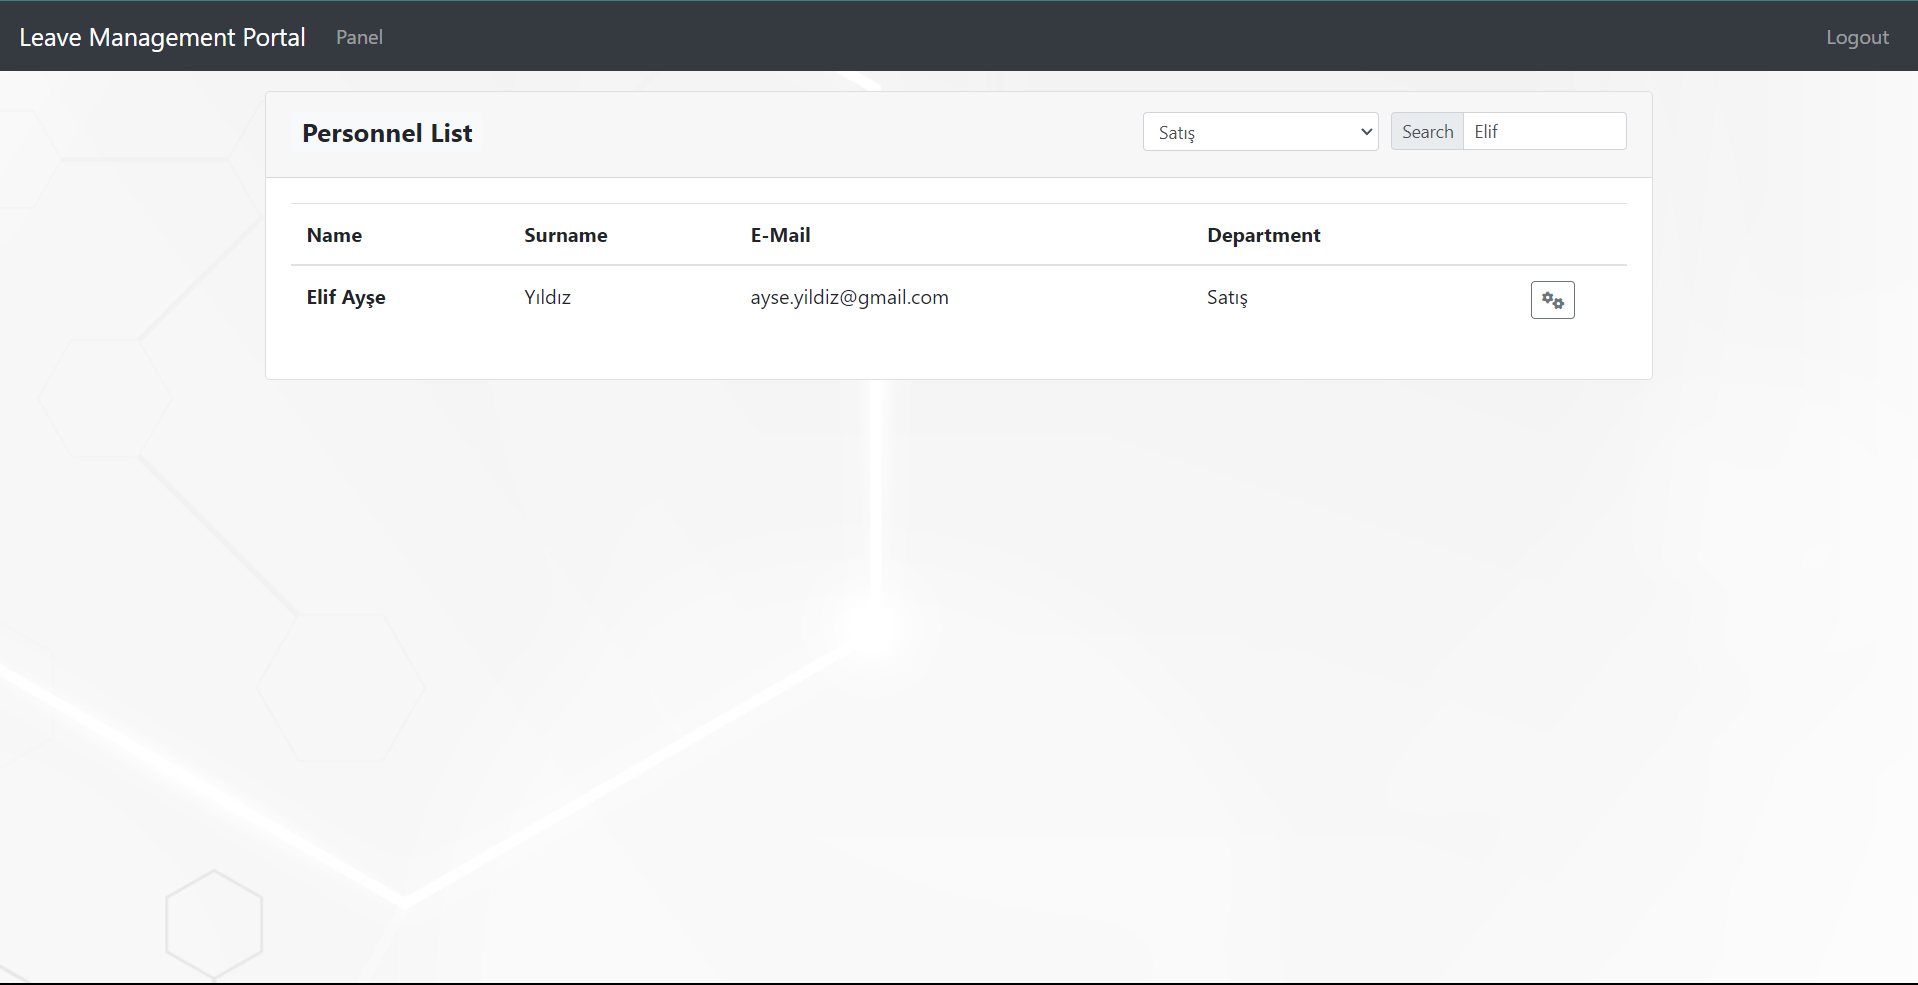 Leave Management Portal Panel Logout
Personnel List Satış Search Elif
Name Surname E-Mail Department
Elif Ayşe Yıldız ayse.yildiz@gmail.com Satış